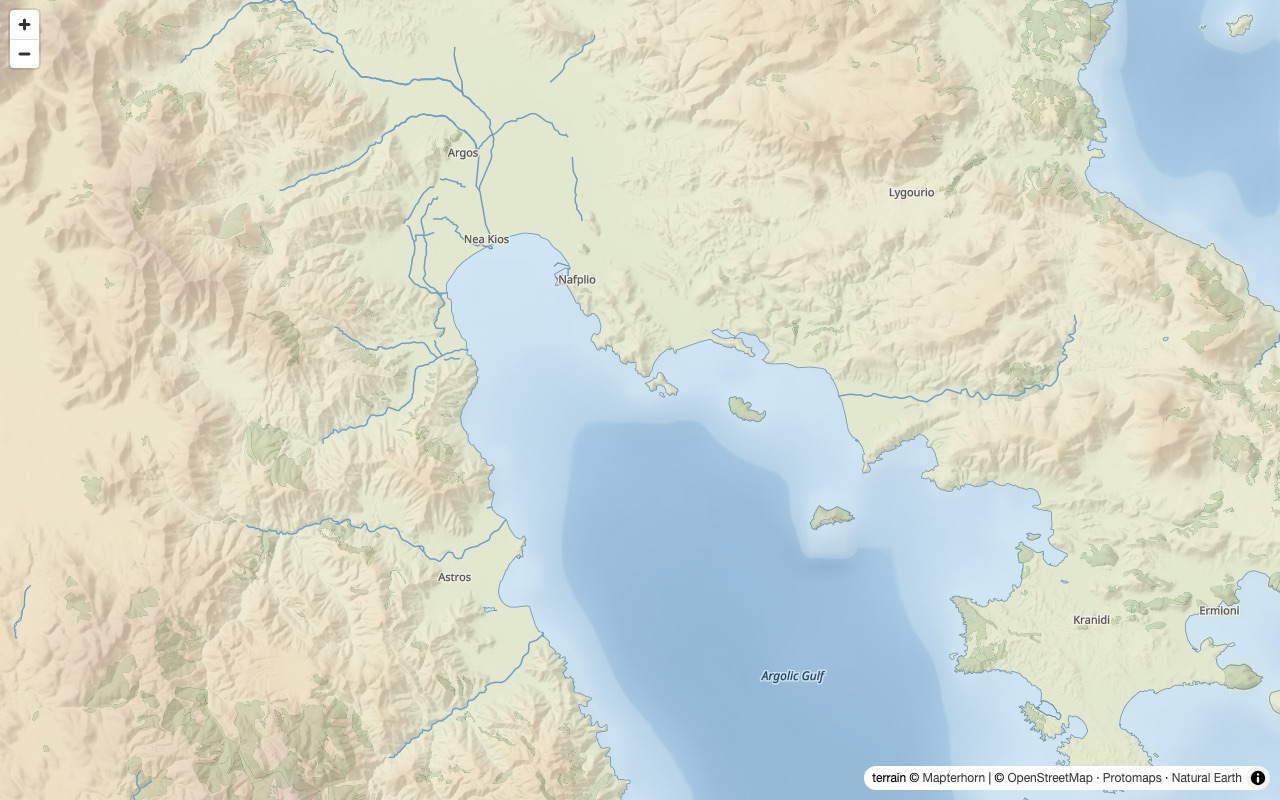 +
−
Argos
Lygourio
Nea Kios
Nafplio
Astros
Ermioni
Kranidi
Argolic Gulf
terrain © Mapterhorn | © OpenStreetMap · Protomaps · Natural Earth